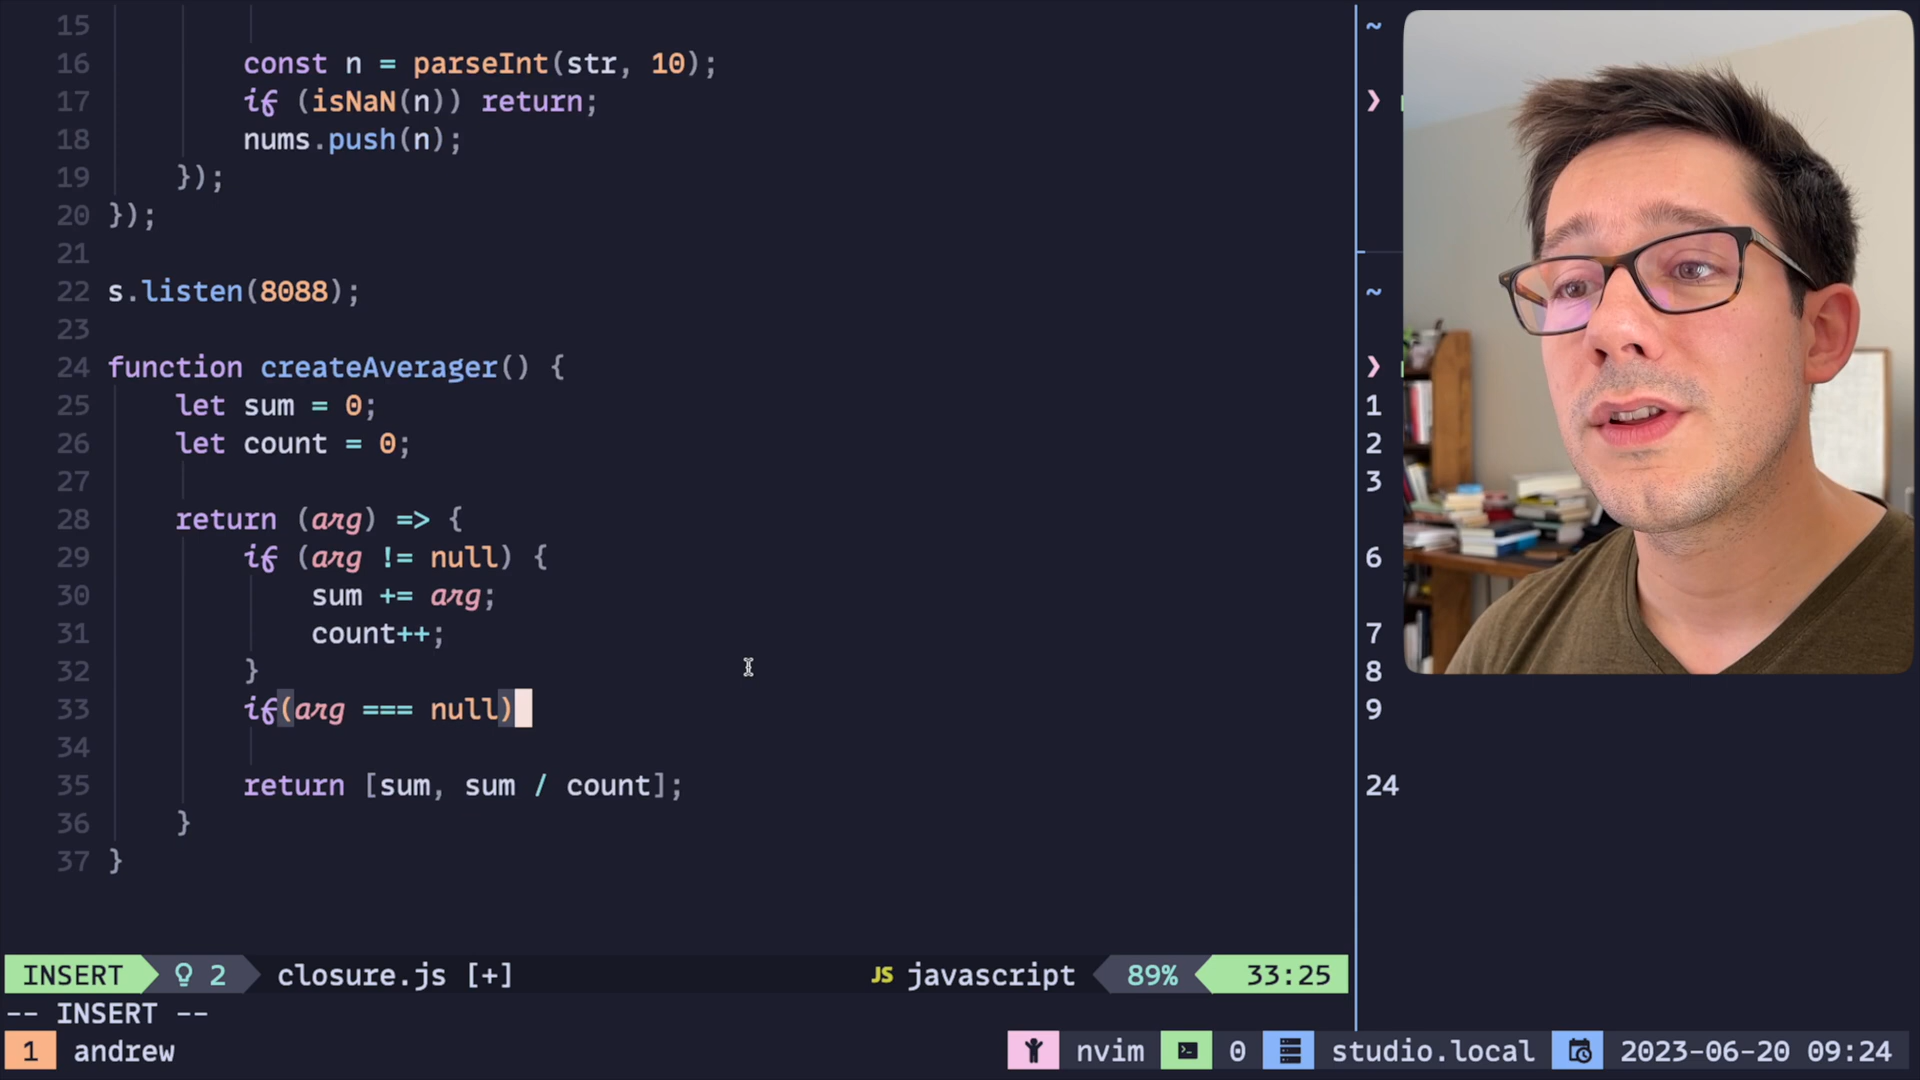 15
16 const n = parseInt(str, 10);
17 if (isNaN(n)) return;
18 nums.push(n);
19 });
20 });
21
22 s.listen(8088);
23
24 function createAverager() {
25 let sum = 0;
26 let count = 0;
27
28 return (arg) => {
29 if (arg != null) {
30 sum += arg;
31 count++;
32 }
33 if(arg === null)
34
35 return [sum, sum / count];
36 }
37 }
INSERT 2 closure.js [+] JS javascript 89% 33:25
-- INSERT --
1 andrew nvim 0 studio.local 2023-06-20 09:24
~
❯
~
❯
1
2
3
6
7
8
9
24